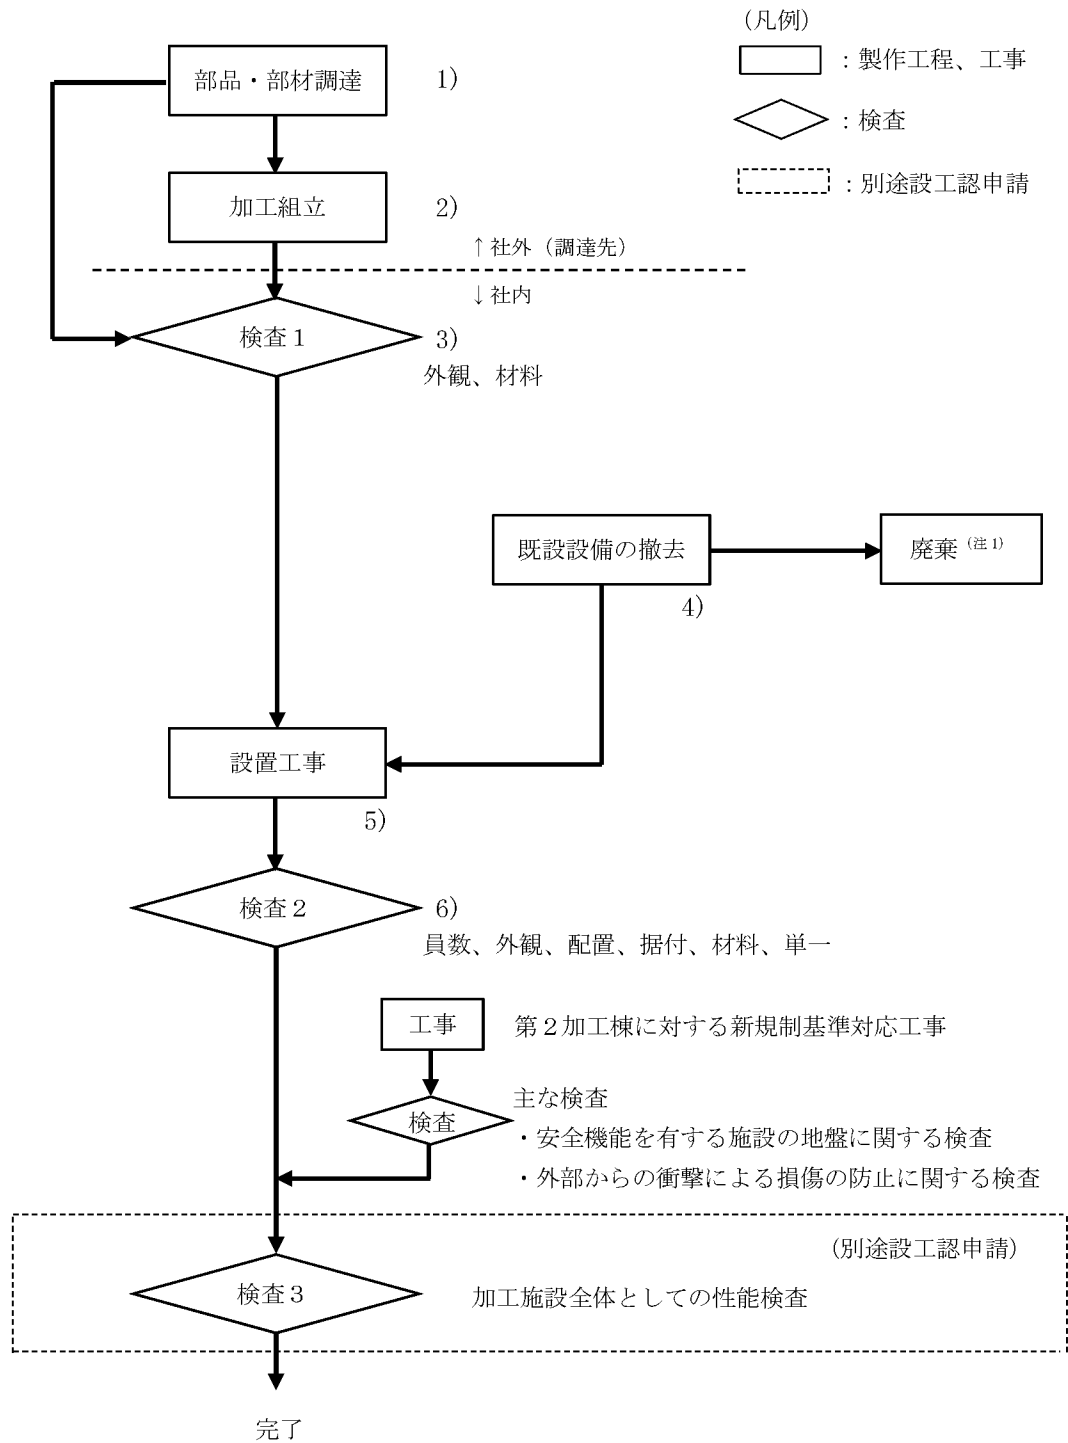 (凡例)
：製作工程、工事
：検査
：別途設工認申請
部品・部材調達
1)
加工組立
2)
↑社外（調達先）
↓社内
検査１
3)
外観、材料
既設設備の撤去
廃棄（注1）
4)
設置工事
5)
検査２
6)
員数、外観、配置、据付、材料、単一
工事
第２加工棟に対する新規制基準対応工事
検査
主な検査
・安全機能を有する施設の地盤に関する検査
・外部からの衝撃による損傷の防止に関する検査
(別途設工認申請)
検査３
加工施設全体としての性能検査
完了